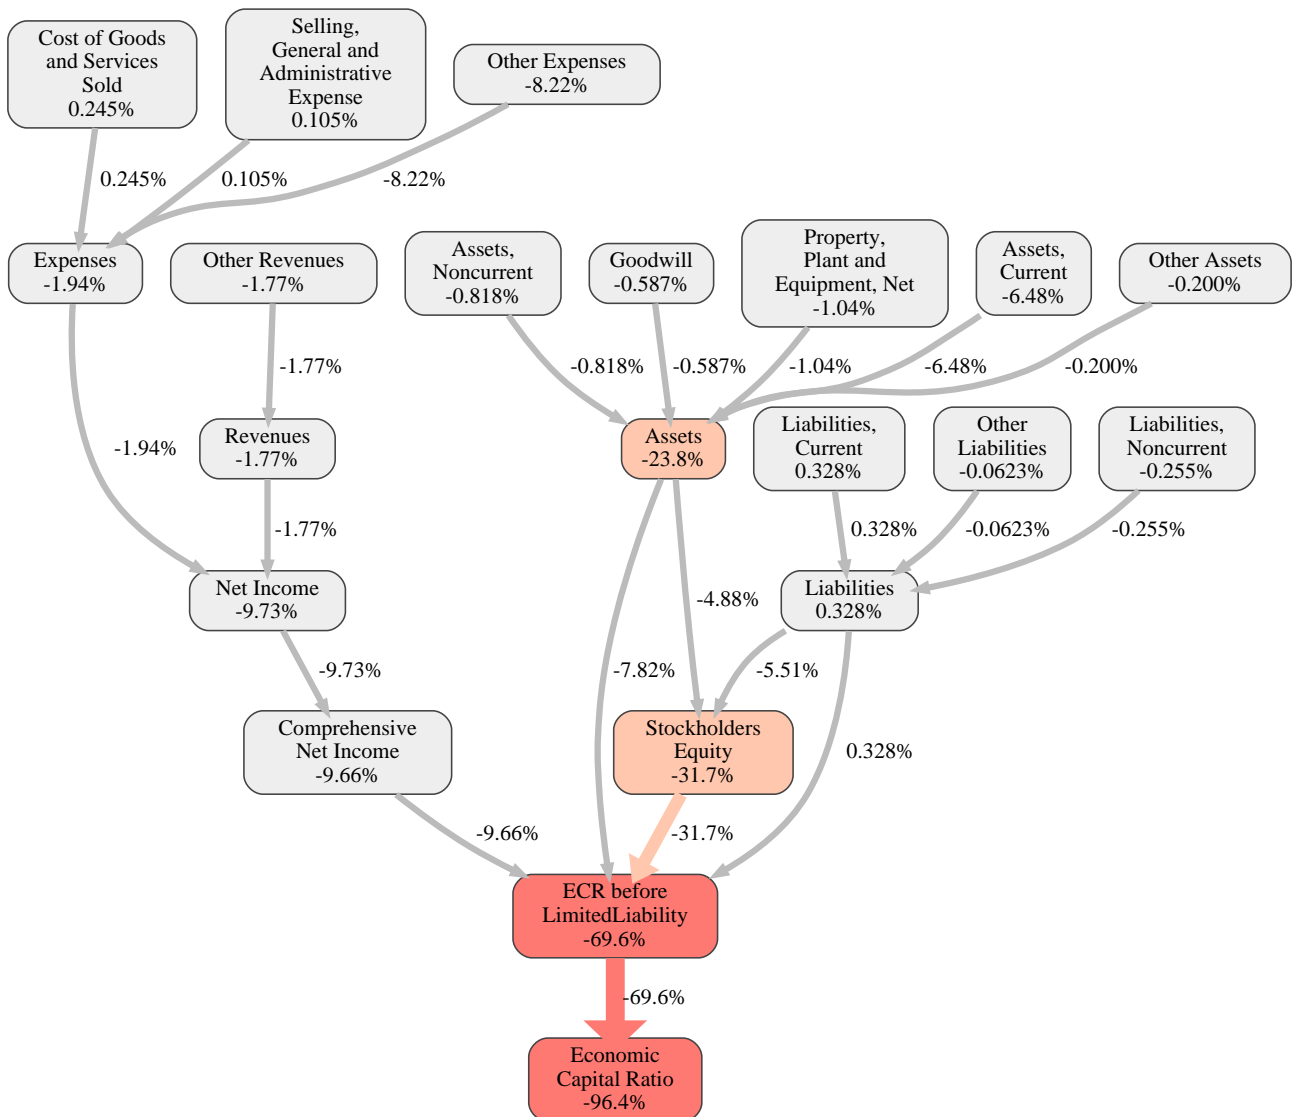 Cost of Goods
and Services
Sold
0.245%
Selling,
General and
Administrative
Expense
0.105%
Other Expenses
-8.22%
0.245%
0.105%
-8.22%
Expenses
-1.94%
Other Revenues
-1.77%
Assets,
Noncurrent
-0.818%
Goodwill
-0.587%
Property,
Plant and
Equipment, Net
-1.04%
Assets,
Current
-6.48%
Other Assets
-0.200%
-1.77%
-0.818%
-0.587%
-1.04%
-6.48%
-0.200%
-1.94%
Revenues
-1.77%
Assets
-23.8%
Liabilities,
Current
0.328%
Other
Liabilities
-0.0623%
Liabilities,
Noncurrent
-0.255%
-1.77%
0.328%
-0.0623%
-0.255%
Net Income
-9.73%
-4.88%
Liabilities
0.328%
-9.73%
-7.82%
-5.51%
Comprehensive
Net Income
-9.66%
Stockholders
Equity
-31.7%
0.328%
-9.66%
-31.7%
ECR before
LimitedLiability
-69.6%
-69.6%
Economic
Capital Ratio
-96.4%